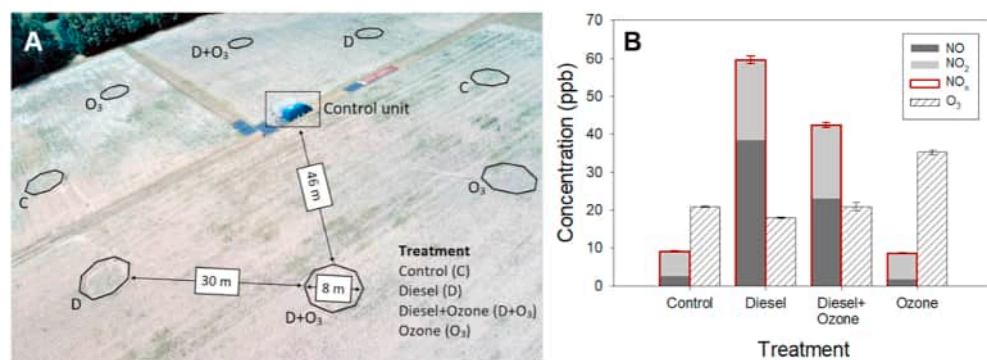 A
D+O₃
D
O₃
C
Control unit
C
O₃
46 m
30 m
8 m
D
D+O₃
Treatment
Control (C)
Diesel (D)
Diesel+Ozone (D+O₃)
Ozone (O₃)
B
70
60
50
40
30
20
10
0
Concentration (ppb)
NO
NO₂
NOₓ
O₃
Control
Diesel
Diesel+
Ozone
Ozone
Treatment